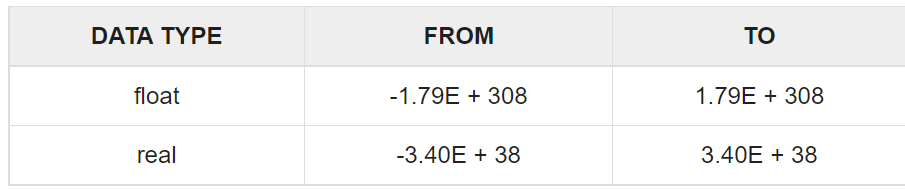 DATA TYPE FROM TO
float -1.79E + 308 1.79E + 308
real -3.40E + 38 3.40E + 38